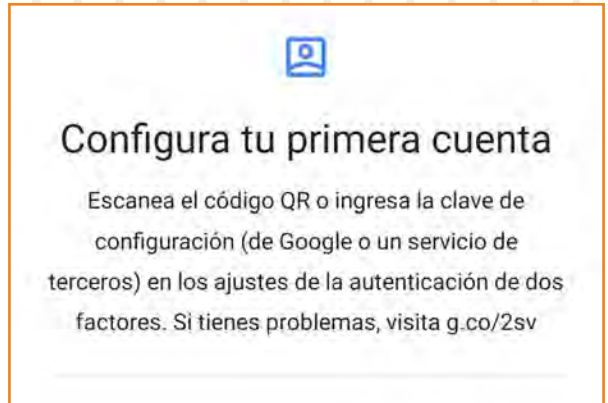 Configura tu primera cuenta
Escanea el código QR o ingresa la clave de
configuración (de Google o un servicio de
terceros) en los ajustes de la autenticación de dos
factores. Si tienes problemas, visita g.co/2sv